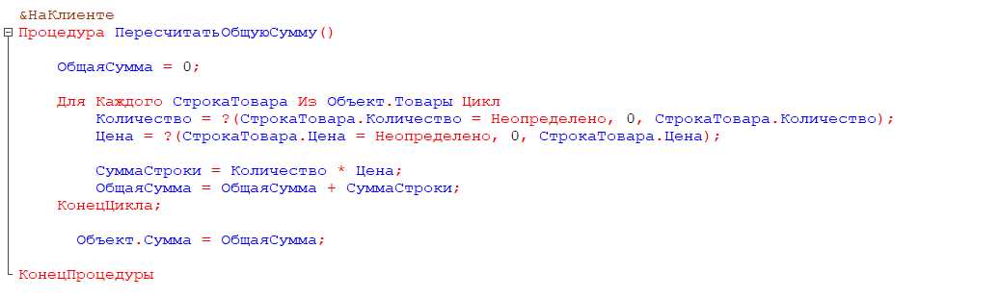 &НаКлиенте
Процедура ПересчитатьОбщуюСумму()
ОбщаяСумма = 0;
Для Каждого СтрокаТовара Из Объект.Товары Цикл
Количество = ?(СтрокаТовара.Количество = Неопределено, 0, СтрокаТовара.Количество);
Цена = ?(СтрокаТовара.Цена = Неопределено, 0, СтрокаТовара.Цена);
СуммаСтроки = Количество * Цена;
ОбщаяСумма = ОбщаяСумма + СуммаСтроки;
КонецЦикла;
Объект.Сумма = ОбщаяСумма;
КонецПроцедуры